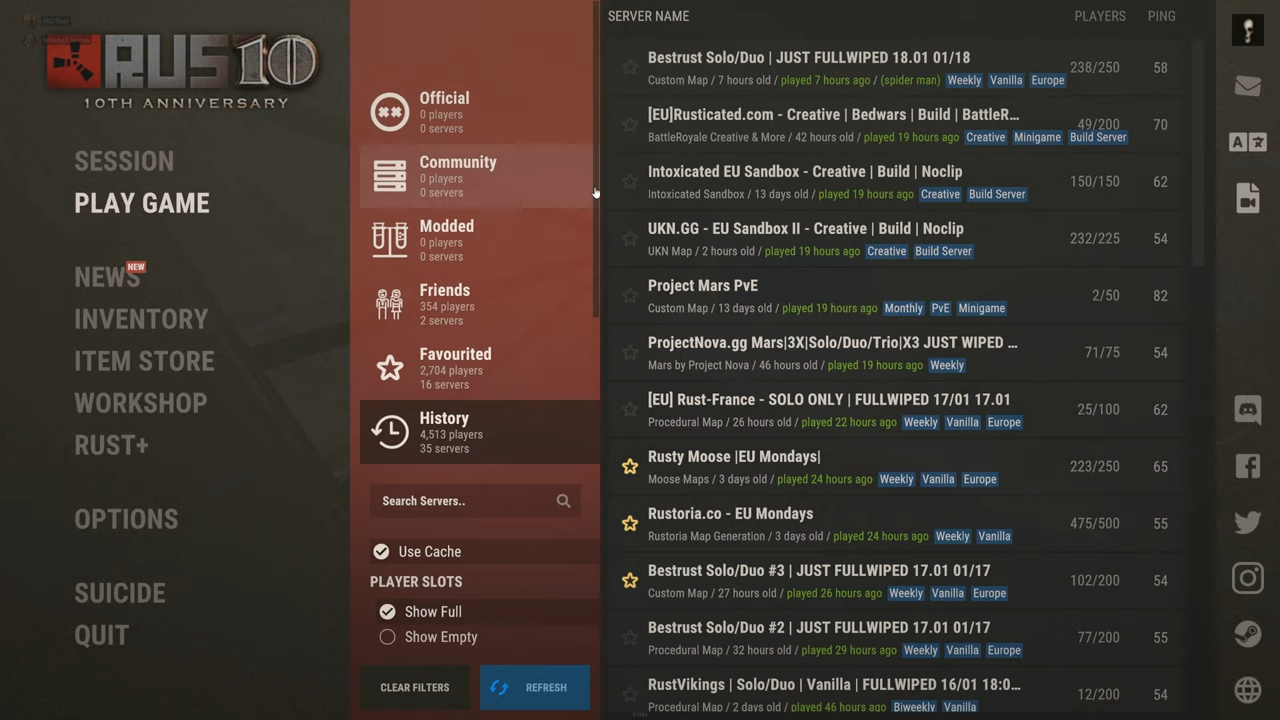 RUS 10
10TH ANNIVERSARY
SESSION
PLAY GAME
NEWS NEW
INVENTORY
ITEM STORE
WORKSHOP
RUST+
OPTIONS
SUICIDE
QUIT
Official
0 players
0 servers
Community
0 players
0 servers
Modded
0 players
0 servers
Friends
354 players
2 servers
Favourited
2,704 players
16 servers
History
4,513 players
35 servers
Search Servers..
Use Cache
PLAYER SLOTS
Show Full
Show Empty
CLEAR FILTERS REFRESH
SERVER NAME PLAYERS PING
Bestrust Solo/Duo | JUST FULLWIPED 18.01 01/18 238/250 58
Custom Map / 7 hours old / played 7 hours ago / (spider man) Weekly Vanilla Europe
[EU]Rusticated.com - Creative | Bedwars | Build | BattleR... 49/200 70
BattleRoyale Creative & More / 42 hours old / played 19 hours ago Creative Minigame Build Server
Intoxicated EU Sandbox - Creative | Build | Noclip 150/150 62
Intoxicated Sandbox / 13 days old / played 19 hours ago Creative Build Server
UKN.GG - EU Sandbox II - Creative | Build | Noclip 232/225 54
UKN Map / 2 hours old / played 19 hours ago Creative Build Server
Project Mars PvE 2/50 82
Custom Map / 13 days old / played 19 hours ago Monthly PvE Minigame
ProjectNova.gg Mars|3X|Solo/Duo/Trio|X3 JUST WIPED ... 71/75 54
Mars by Project Nova / 46 hours old / played 19 hours ago Weekly
[EU] Rust-France - SOLO ONLY | FULLWIPED 17/01 17.01 25/100 62
Procedural Map / 26 hours old / played 22 hours ago Weekly Vanilla Europe
Rusty Moose |EU Mondays| 223/250 65
Moose Maps / 3 days old / played 24 hours ago Weekly Vanilla Europe
Rustoria.co - EU Mondays 475/500 55
Rustoria Map Generation / 3 days old / played 24 hours ago Weekly Vanilla
Bestrust Solo/Duo #3 | JUST FULLWIPED 17.01 01/17 102/200 54
Custom Map / 27 hours old / played 26 hours ago Weekly Vanilla Europe
Bestrust Solo/Duo #2 | JUST FULLWIPED 17.01 01/17 77/200 55
Procedural Map / 32 hours old / played 29 hours ago Weekly Vanilla Europe
RustVikings | Solo/Duo | Vanilla | FULLWIPED 16/01 18:0... 12/200 54
Procedural Map / 2 days old / played 46 hours ago Biweekly Vanilla